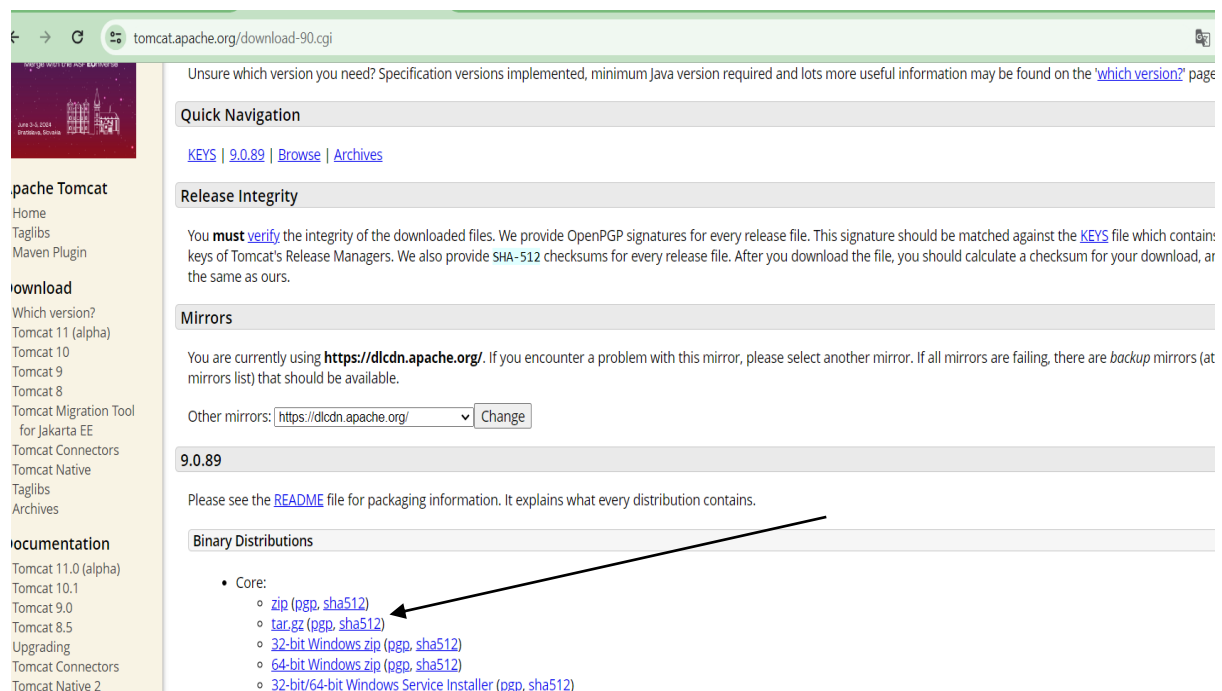 tomcat.apache.org/download-90.cgi
Merge with the ASF EUniverse
June 3-5, 2024
Bratislava, Slovakia
pache Tomcat
Home
Taglibs
Maven Plugin
ownload
Which version?
Tomcat 11 (alpha)
Tomcat 10
Tomcat 9
Tomcat 8
Tomcat Migration Tool
for Jakarta EE
Tomcat Connectors
Tomcat Native
Taglibs
Archives
ocumentation
Tomcat 11.0 (alpha)
Tomcat 10.1
Tomcat 9.0
Tomcat 8.5
Upgrading
Tomcat Connectors
Tomcat Native 2
Unsure which version you need? Specification versions implemented, minimum Java version required and lots more useful information may be found on the 'which version?' page
Quick Navigation
KEYS | 9.0.89 | Browse | Archives
Release Integrity
You must verify the integrity of the downloaded files. We provide OpenPGP signatures for every release file. This signature should be matched against the KEYS file which contains
keys of Tomcat's Release Managers. We also provide SHA-512 checksums for every release file. After you download the file, you should calculate a checksum for your download, an
the same as ours.
Mirrors
You are currently using https://dlcdn.apache.org/. If you encounter a problem with this mirror, please select another mirror. If all mirrors are failing, there are backup mirrors (at
mirrors list) that should be available.
Other mirrors: https://dlcdn.apache.org/ Change
9.0.89
Please see the README file for packaging information. It explains what every distribution contains.
Binary Distributions
• Core:
zip (pgp, sha512)
tar.gz (pgp, sha512)
32-bit Windows zip (pgp, sha512)
64-bit Windows zip (pgp, sha512)
32-bit/64-bit Windows Service Installer (pgp, sha512)